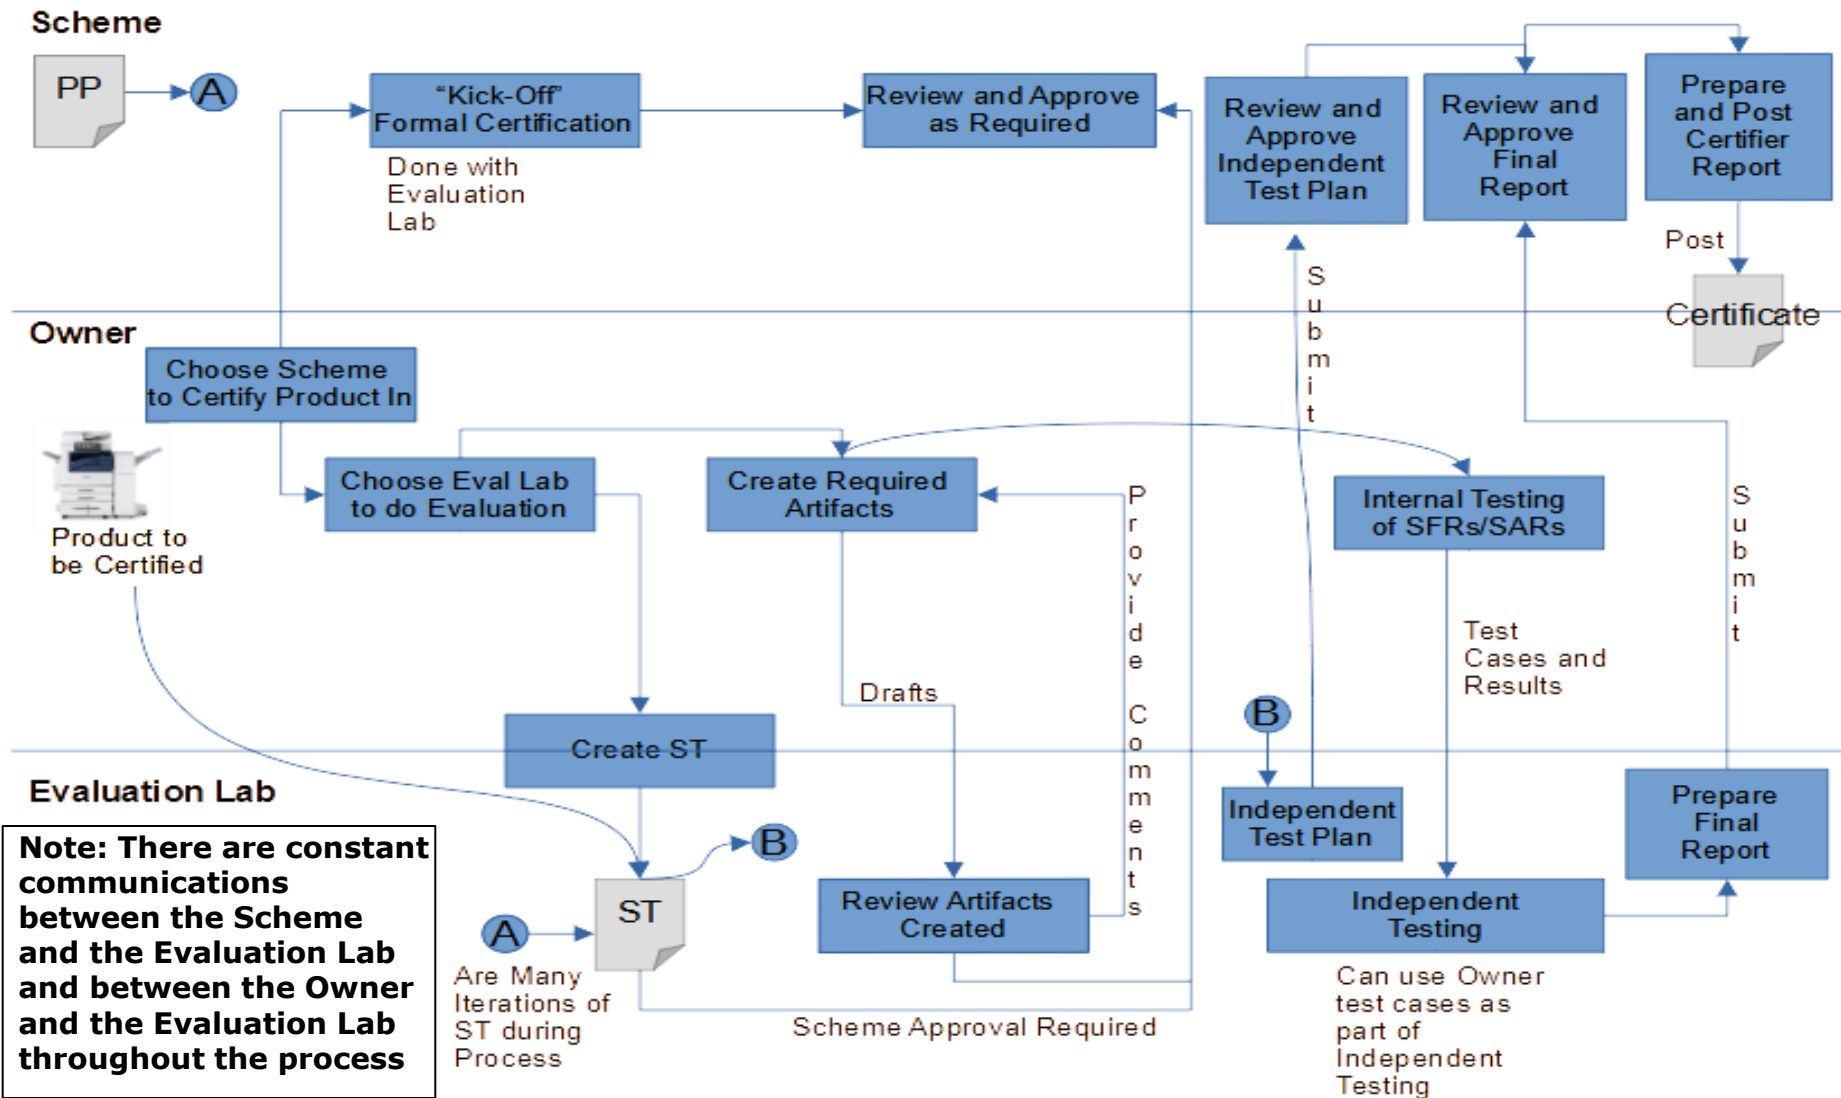 Scheme
PP
A
“Kick-Off”
Formal Certification
Done with
Evaluation
Lab
Review and Approve
as Required
Review and
Approve
Independent
Test Plan
Review and
Approve
Final
Report
Prepare
and Post
Certifier
Report
Post
Certificate
Submit
Owner
Choose Scheme
to Certify Product In
Product to
be Certified
Choose Eval Lab
to do Evaluation
Create Required
Artifacts
Internal Testing
of SFRs/SARs
Provide Comments
Submit
Test
Cases and
Results
Drafts
B
Create ST
Evaluation Lab
Note: There are constant
communications
between the Scheme
and the Evaluation Lab
and between the Owner
and the Evaluation Lab
throughout the process
B
ST
A
Are Many
Iterations of
ST during
Process
Review Artifacts
Created
Scheme Approval Required
Independent
Test Plan
Independent
Testing
Can use Owner
test cases as
part of
Independent
Testing
Prepare
Final
Report